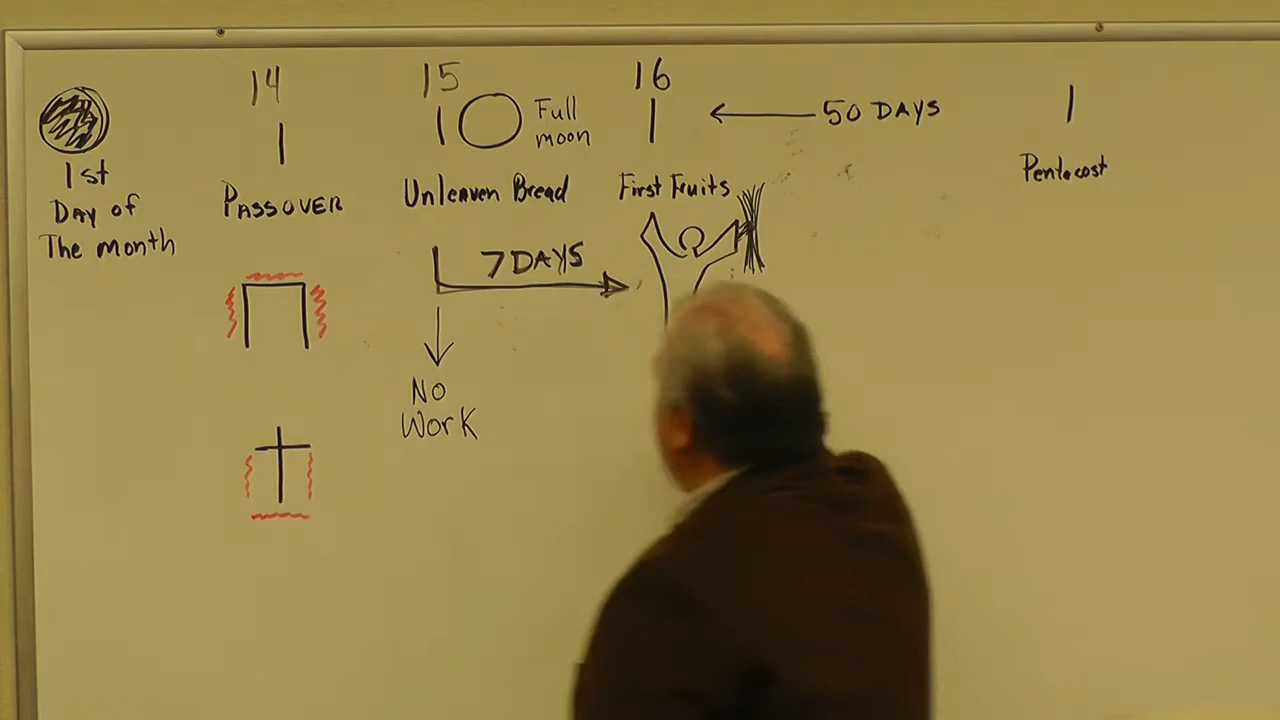 14
15
16
Full
moon
50 DAYS
1st
Day of
The month
PASSOVER
Unleaven Bread
First Fruits
Pentecost
7 DAYS
No
Work